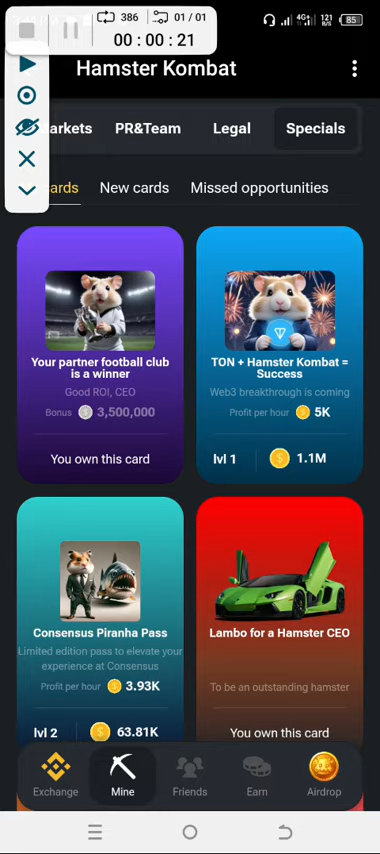 386
01 / 01
00 : 00 : 21
4G
121
B/S
85
Hamster Kombat
arkets
PR&Team
Legal
Specials
ards
New cards
Missed opportunities
Your partner football club
is a winner
Good ROI, CEO
Bonus 3,500,000
You own this card
TON + Hamster Kombat =
Success
Web3 breakthrough is coming
Profit per hour 5K
lvl 1
1.1M
Consensus Piranha Pass
Limited edition pass to elevate your
experience at Consensus
Profit per hour 3.93K
lvl 2
63.81K
Lambo for a Hamster CEO
To be an outstanding hamster
You own this card
Exchange
Mine
Friends
Earn
Airdrop